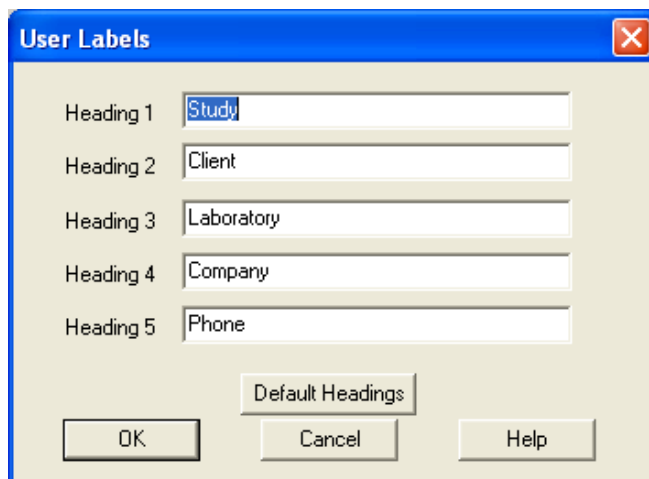 User Labels
Heading 1 Study
Heading 2 Client
Heading 3 Laboratory
Heading 4 Company
Heading 5 Phone
Default Headings
OK Cancel Help